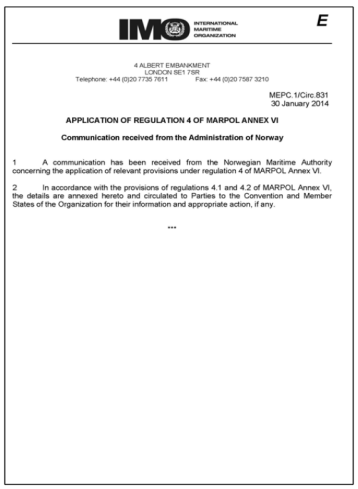 E
IMO INTERNATIONAL
MARITIME
ORGANIZATION
4 ALBERT EMBANKMENT
LONDON SE1 7SR
Telephone: +44 (0)20 7735 7611 Fax: +44 (0)20 7587 3210
MEPC.1/Circ.831
30 January 2014
APPLICATION OF REGULATION 4 OF MARPOL ANNEX VI
Communication received from the Administration of Norway
1 A communication has been received from the Norwegian Maritime Authority
concerning the application of relevant provisions under regulation 4 of MARPOL Annex VI.
2 In accordance with the provisions of regulations 4.1 and 4.2 of MARPOL Annex VI,
the details are annexed hereto and circulated to Parties to the Convention and Member
States of the Organization for their information and appropriate action, if any.
***